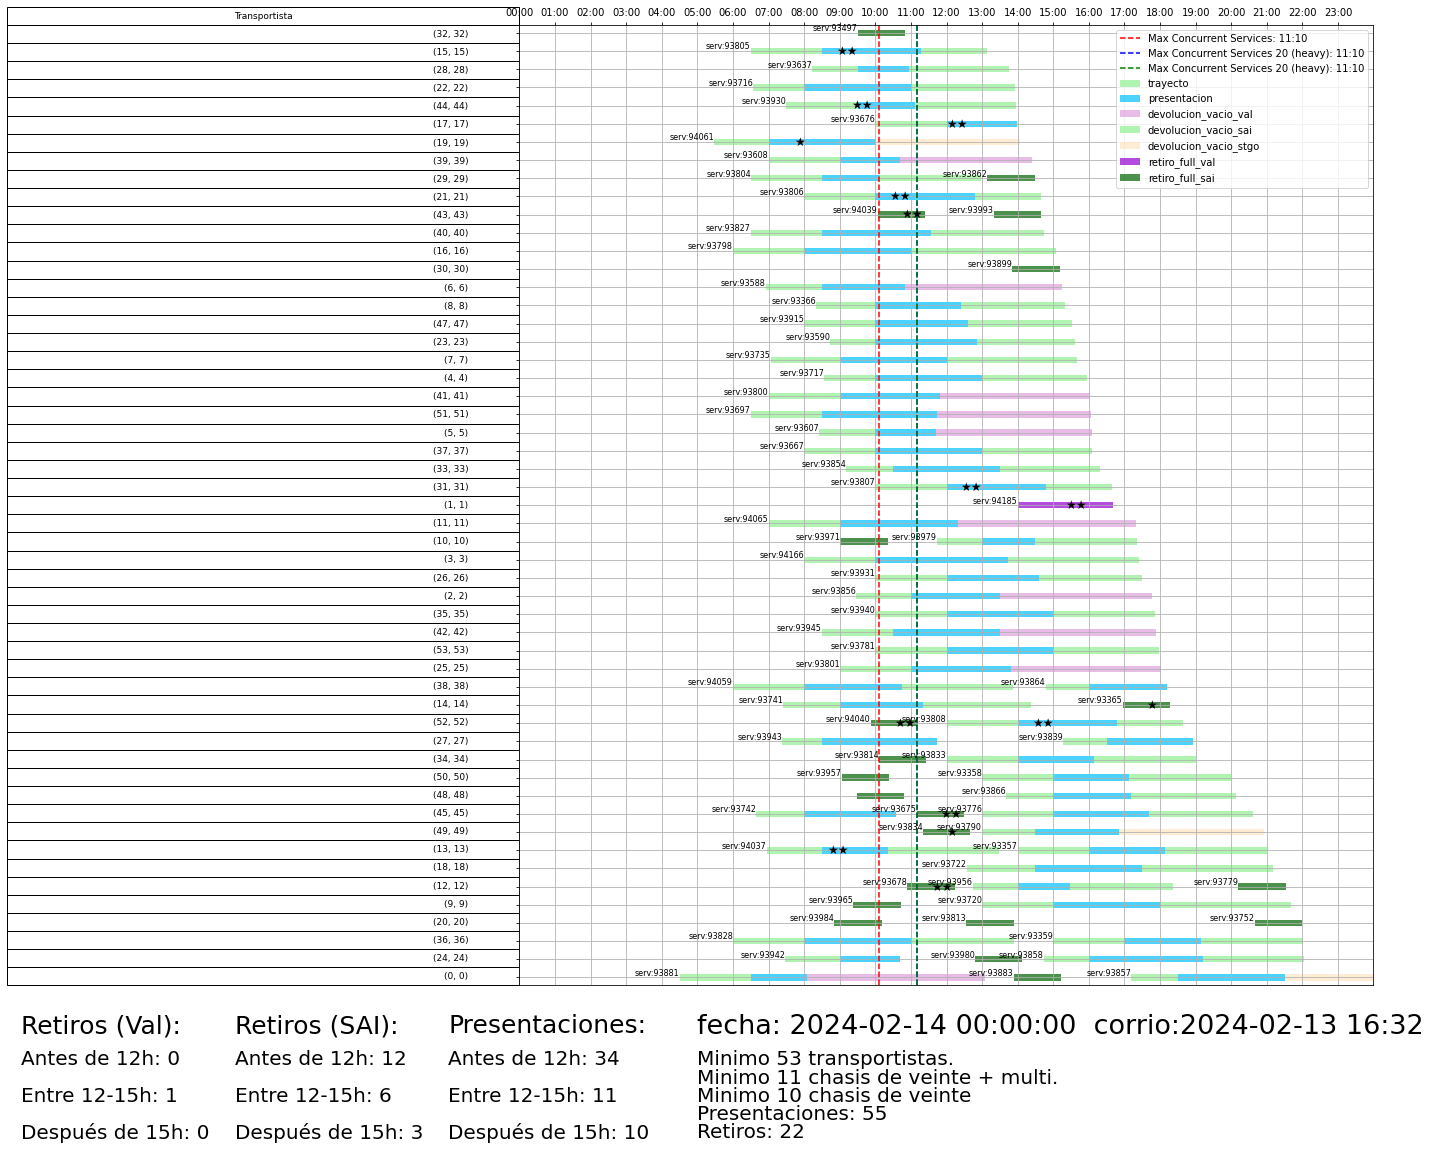 Transportista
00:00 01:00 02:00 03:00 04:00 05:00 06:00 07:00 08:00 09:00 10:00 11:00 12:00 13:00 14:00 15:00 16:00 17:00 18:00 19:00 20:00 21:00 22:00 23:00
Max Concurrent Services: 11:10
Max Concurrent Services 20 (heavy): 11:10
Max Concurrent Services 20 (heavy): 11:10
trayecto
presentacion
devolucion_vacio_val
devolucion_vacio_sai
devolucion_vacio_stgo
retiro_full_val
retiro_full_sai
(32, 32) serv:93497
(15, 15) serv:93805
(28, 28) serv:93637
(22, 22) serv:93716
(44, 44) serv:93930
(17, 17) serv:93676
(19, 19) serv:94061
(39, 39) serv:93608
(29, 29) serv:93804 serv:93862
(21, 21) serv:93806
(43, 43) serv:94039 serv:93993
(40, 40) serv:93827
(16, 16) serv:93798
(30, 30) serv:93899
(6, 6) serv:93588
(8, 8) serv:93366
(47, 47) serv:93915
(23, 23) serv:93590
(7, 7) serv:93735
(4, 4) serv:93717
(41, 41) serv:93800
(51, 51) serv:93697
(5, 5) serv:93607
(37, 37) serv:93667
(33, 33) serv:93854
(31, 31) serv:93807
(1, 1) serv:94185
(11, 11) serv:94065
(10, 10) serv:93971 serv:93979
(3, 3) serv:94166
(26, 26) serv:93931
(2, 2) serv:93856
(35, 35) serv:93940
(42, 42) serv:93945
(53, 53) serv:93781
(25, 25) serv:93801
(38, 38) serv:94059 serv:93864
(14, 14) serv:93741 serv:93365
(52, 52) serv:94040 serv:93808
(27, 27) serv:93943 serv:93839
(34, 34) serv:93814 serv:93833
(50, 50) serv:93957 serv:93358
(48, 48) serv:93866
(45, 45) serv:93742 serv:93675 serv:93776
(49, 49) serv:93834 serv:93790
(13, 13) serv:94037 serv:93357
(18, 18) serv:93722
(12, 12) serv:93678 serv:93956 serv:93779
(9, 9) serv:93965 serv:93720
(20, 20) serv:93984 serv:93813 serv:93752
(36, 36) serv:93828 serv:93359
(24, 24) serv:93942 serv:93980 serv:93858
(0, 0) serv:93881 serv:93883 serv:93857
Retiros (Val):
Antes de 12h: 0
Entre 12-15h: 1
Después de 15h: 0
Retiros (SAI):
Antes de 12h: 12
Entre 12-15h: 6
Después de 15h: 3
Presentaciones:
Antes de 12h: 34
Entre 12-15h: 11
Después de 15h: 10
fecha: 2024-02-14 00:00:00 corrio:2024-02-13 16:32
Minimo 53 transportistas.
Minimo 11 chasis de veinte + multi.
Minimo 10 chasis de veinte
Presentaciones: 55
Retiros: 22